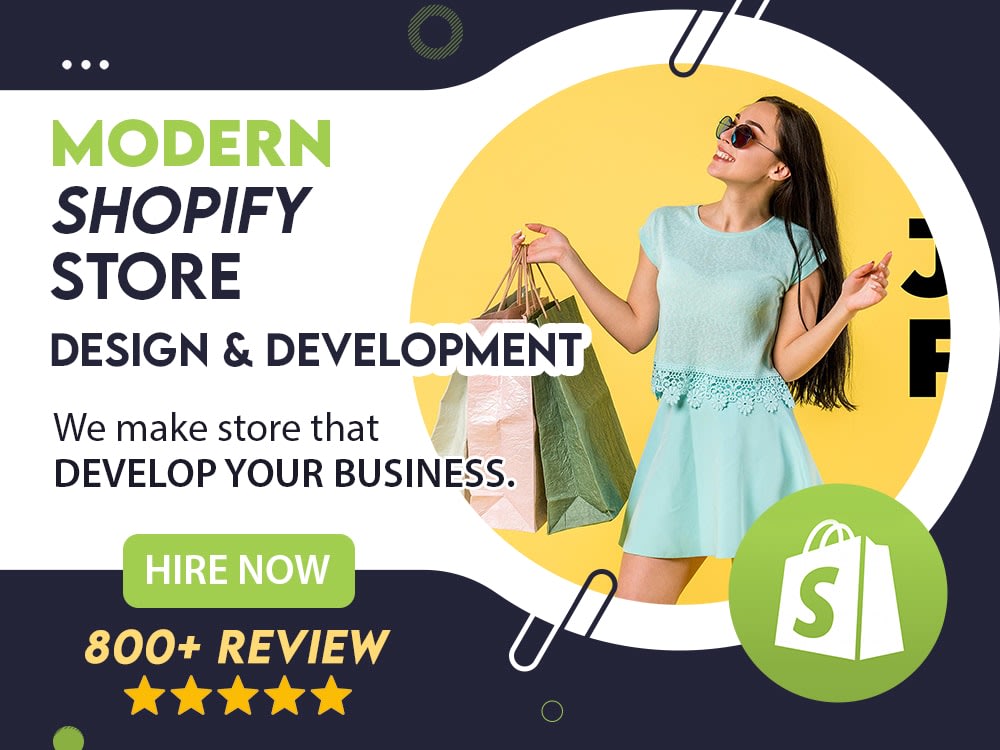 MODERN
SHOPIFY
STORE
DESIGN & DEVELOPMENT
We make store that
DEVELOP YOUR BUSINESS.
HIRE NOW
800+ REVIEW
J
F
S